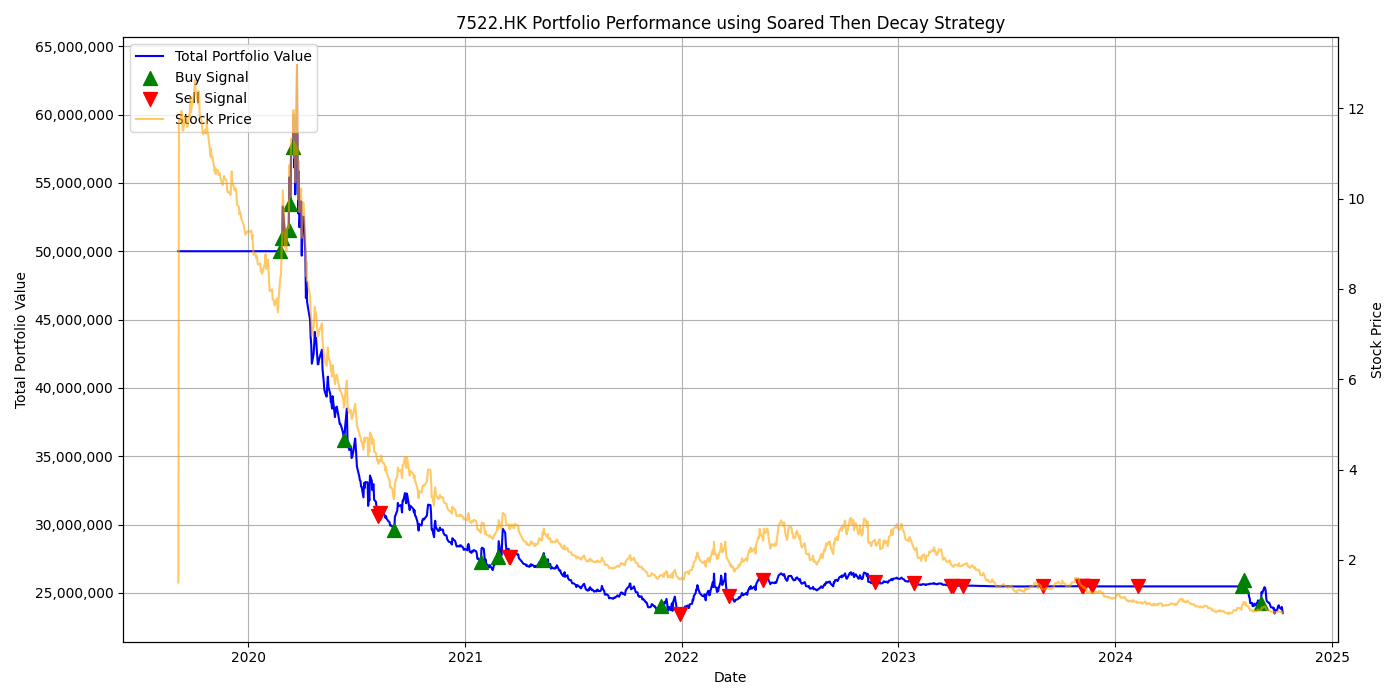 7522.HK Portfolio Performance using Soared Then Decay Strategy
65,000,000
60,000,000
55,000,000
50,000,000
45,000,000
40,000,000
35,000,000
30,000,000
25,000,000
Total Portfolio Value
Total Portfolio Value
Buy Signal
Sell Signal
Stock Price
12
10
8
6
4
2
Stock Price
2020
2021
2022
2023
2024
2025
Date